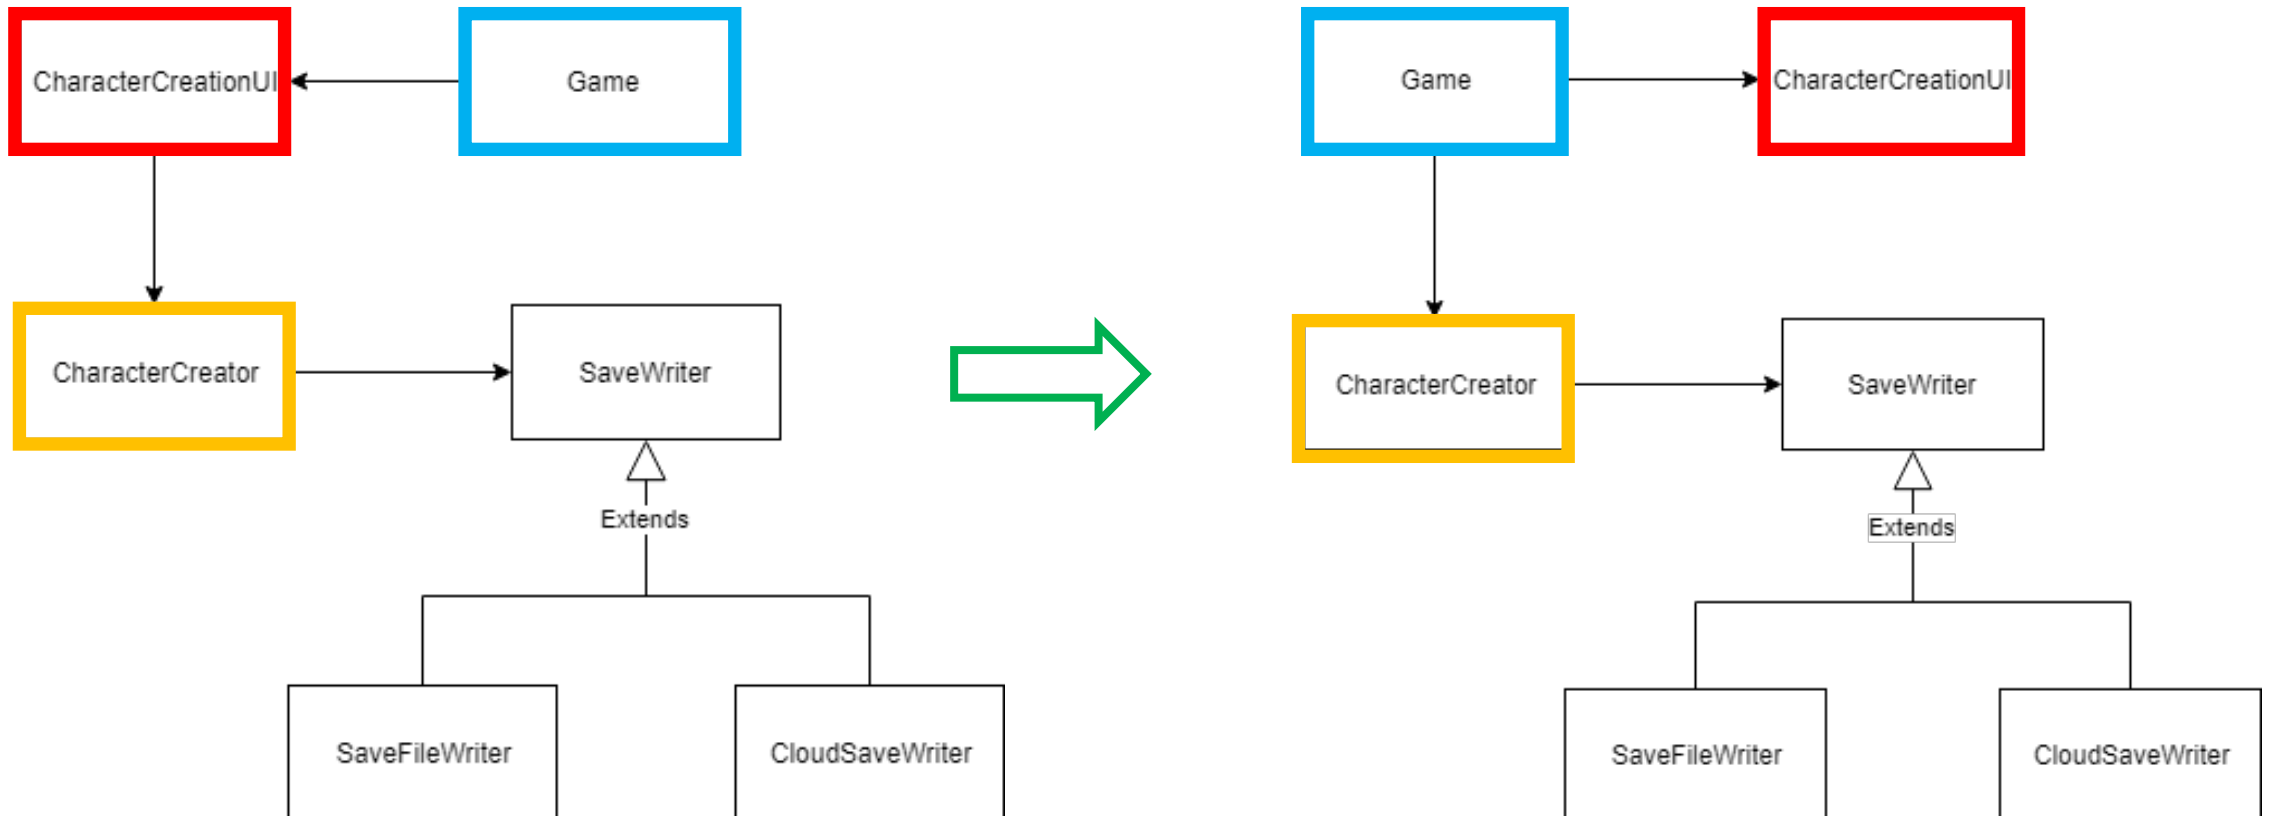 CharacterCreationUI
Game
CharacterCreator
SaveWriter
Extends
SaveFileWriter
CloudSaveWriter
Game
CharacterCreationUI
CharacterCreator
SaveWriter
Extends
SaveFileWriter
CloudSaveWriter